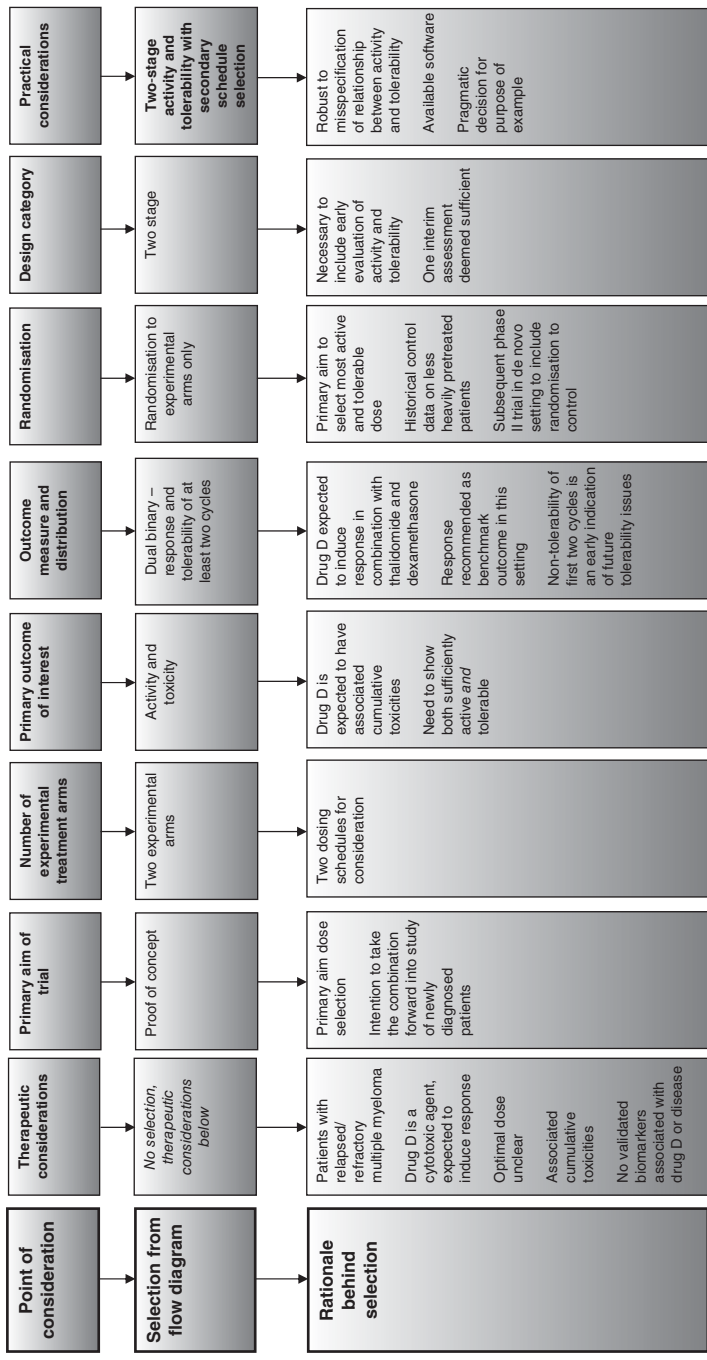 Point of
consideration
Selection from
flow diagram
Rationale
behind
selection
Therapeutic
considerations
No selection,
therapeutic
considerations
below
Patients with
relapsed/
refractory
multiple myeloma
Drug D is a
cytotoxic agent,
expected to
induce response
Optimal dose
unclear
Associated
cumulative
toxicities
No validated
biomarkers
associated with
drug D or disease
Primary aim of
trial
Proof of concept
Primary aim dose
selection
Intention to take
the combination
forward into study
of newly
diagnosed
patients
Number of
experimental
treatment arms
Two experimental
arms
Two dosing
schedules for
consideration
Primary outcome
of interest
Activity and
toxicity
Drug D is
expected to have
associated
cumulative
toxicities
Need to show
both sufficiently
active and
tolerable
Outcome
measure and
distribution
Dual binary –
response and
tolerability of at
least two cycles
Drug D expected
to induce
response in
combination with
thalidomide and
dexamethasone
Response
recommended as
benchmark
outcome in this
setting
Non-tolerability of
first two cycles is
an early indication
of future
tolerability issues
Randomisation
Randomisation to
experimental
arms only
Primary aim to
select most active
and tolerable
dose
Historical control
data on less
heavily pretreated
patients
Subsequent phase
II trial in de novo
setting to include
randomisation to
control
Design category
Two stage
Necessary to
include early
evaluation of
activity and
tolerability
One interim
assessment
deemed sufficient
Practical
considerations
Two-stage
activity and
tolerability with
secondary
schedule
selection
Robust to
misspecification
of relationship
between activity
and tolerability
Available software
Pragmatic
decision for
purpose of
example